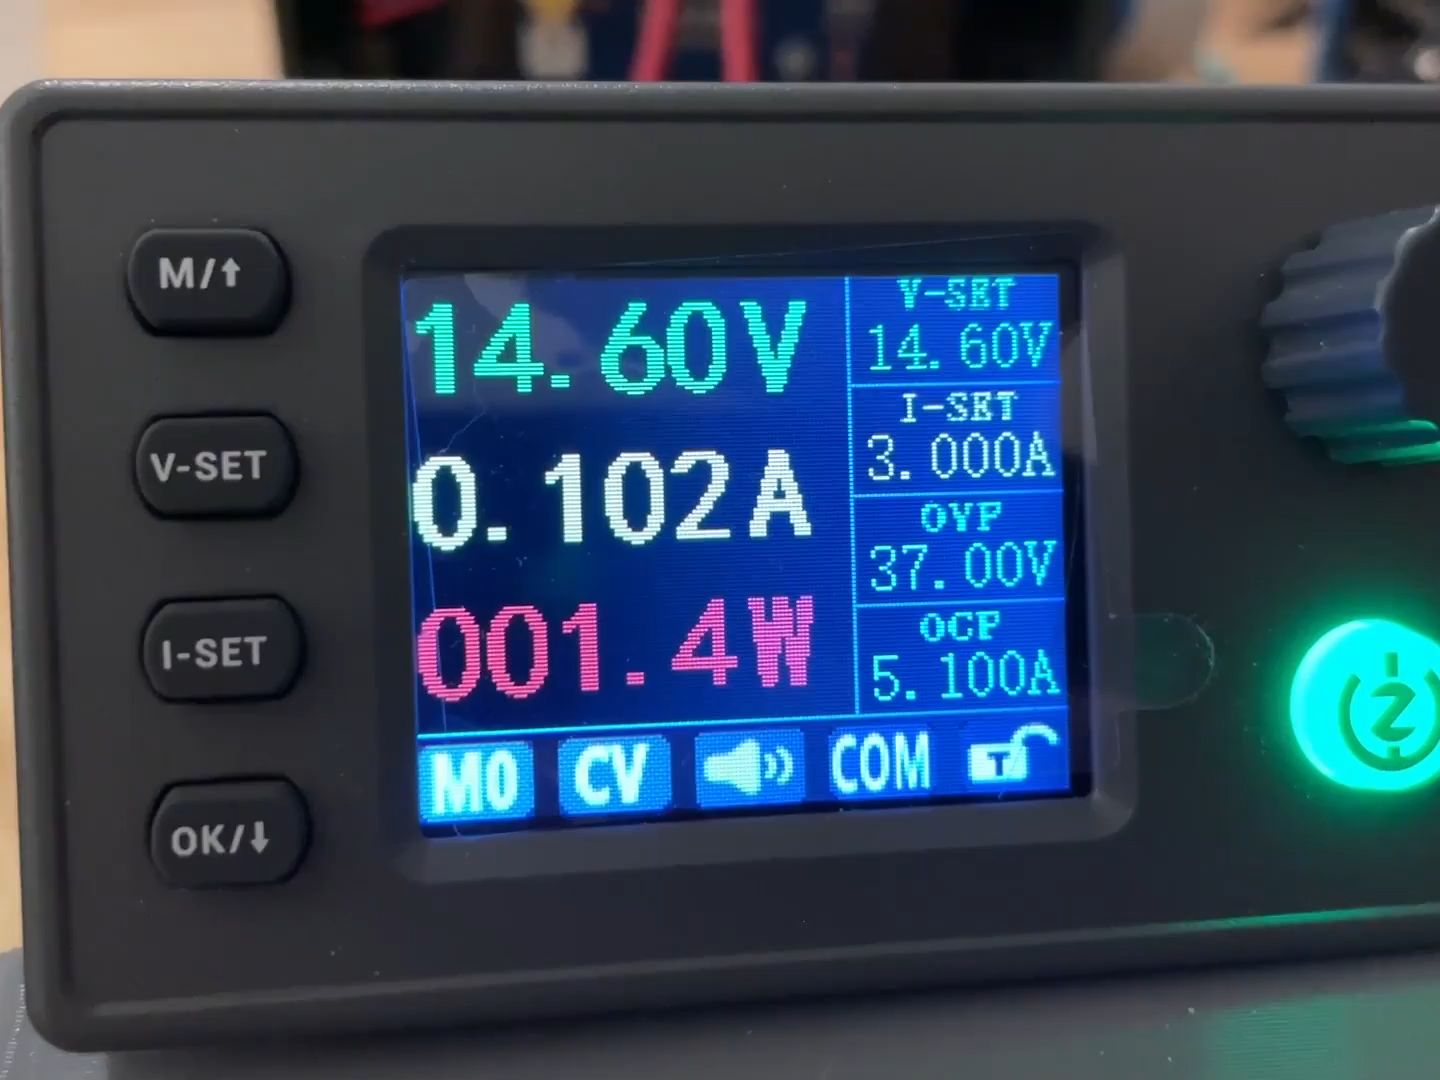 M/↑
V-SET
I-SET
OK/↓
14.60V
0.102A
001.4W
V-SET
14.60V
I-SET
3.000A
OVP
37.00V
OCP
5.100A
M0 CV COM T
Z